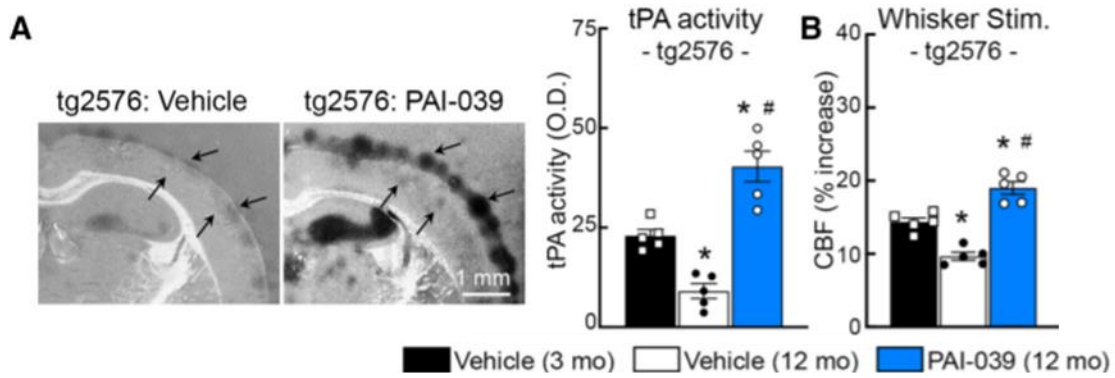 A
tg2576: Vehicle
tg2576: PAI-039
1 mm
tPA activity
- tg2576 -
tPA activity (O.D.)
75
50
25
0
*
* #
B
Whisker Stim.
- tg2576 -
CBF (% increase)
40
30
20
10
0
*
* #
Vehicle (3 mo)
Vehicle (12 mo)
PAI-039 (12 mo)